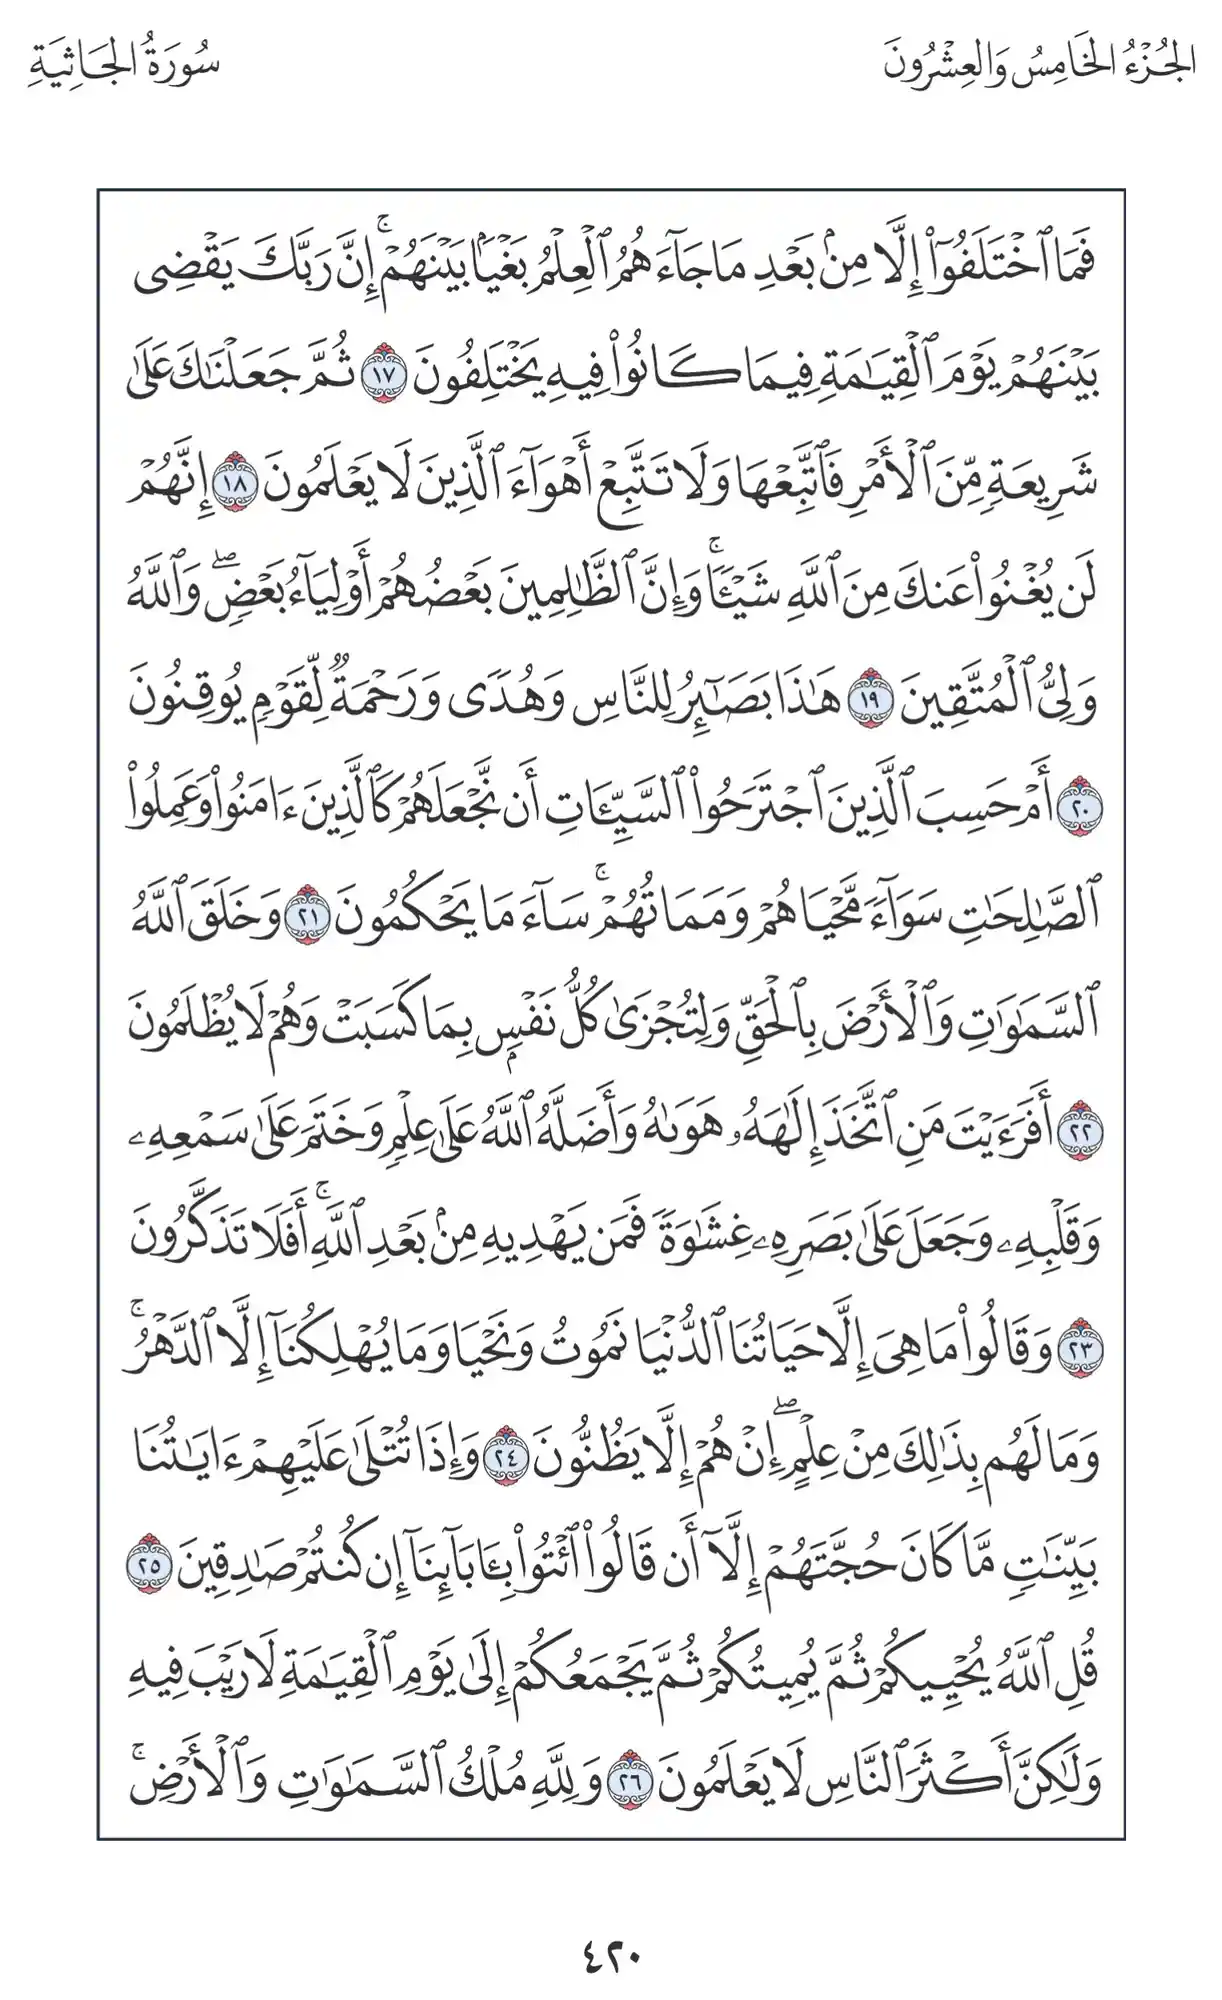 الجُزْءُ الخَامِسُ وَالعِشْرُونَ
سُورَةُ الجَاثِيَةِ
فَمَا ٱخْتَلَفُوٓا۟ إِلَّا مِنۢ بَعْدِ مَا جَآءَهُمُ ٱلْعِلْمُ بَغْيًۢا بَيْنَهُمْ ۚ إِنَّ رَبَّكَ يَقْضِى
بَيْنَهُمْ يَوْمَ ٱلْقِيَـٰمَةِ فِيمَا كَانُوا۟ فِيهِ يَخْتَلِفُونَ ١٧ ثُمَّ جَعَلْنَـٰكَ عَلَىٰ
شَرِيعَةٍ مِّنَ ٱلْأَمْرِ فَٱتَّبِعْهَا وَلَا تَتَّبِعْ أَهْوَآءَ ٱلَّذِينَ لَا يَعْلَمُونَ ١٨ إِنَّهُمْ
لَن يُغْنُوا۟ عَنكَ مِنَ ٱللَّهِ شَيْـًٔا ۚ وَإِنَّ ٱلظَّـٰلِمِينَ بَعْضُهُمْ أَوْلِيَآءُ بَعْضٍ ۖ وَٱللَّهُ
وَلِىُّ ٱلْمُتَّقِينَ ١٩ هَـٰذَا بَصَـٰٓئِرُ لِلنَّاسِ وَهُدًى وَرَحْمَةٌ لِّقَوْمٍ يُوقِنُونَ
٢٠ أَمْ حَسِبَ ٱلَّذِينَ ٱجْتَرَحُوا۟ ٱلسَّيِّـَٔاتِ أَن نَّجْعَلَهُمْ كَٱلَّذِينَ ءَامَنُوا۟ وَعَمِلُوا۟
ٱلصَّـٰلِحَـٰتِ سَوَآءً مَّحْيَاهُمْ وَمَمَاتُهُمْ ۚ سَآءَ مَا يَحْكُمُونَ ٢١ وَخَلَقَ ٱللَّهُ
ٱلسَّمَـٰوَٰتِ وَٱلْأَرْضَ بِٱلْحَقِّ وَلِتُجْزَىٰ كُلُّ نَفْسٍۭ بِمَا كَسَبَتْ وَهُمْ لَا يُظْلَمُونَ
٢٢ أَفَرَءَيْتَ مَنِ ٱتَّخَذَ إِلَـٰهَهُۥ هَوَىٰهُ وَأَضَلَّهُ ٱللَّهُ عَلَىٰ عِلْمٍ وَخَتَمَ عَلَىٰ سَمْعِهِۦ
وَقَلْبِهِۦ وَجَعَلَ عَلَىٰ بَصَرِهِۦ غِشَـٰوَةً فَمَن يَهْدِيهِ مِنۢ بَعْدِ ٱللَّهِ ۚ أَفَلَا تَذَكَّرُونَ
٢٣ وَقَالُوا۟ مَا هِىَ إِلَّا حَيَاتُنَا ٱلدُّنْيَا نَمُوتُ وَنَحْيَا وَمَا يُهْلِكُنَآ إِلَّا ٱلدَّهْرُ ۚ
وَمَا لَهُم بِذَٰلِكَ مِنْ عِلْمٍ ۖ إِنْ هُمْ إِلَّا يَظُنُّونَ ٢٤ وَإِذَا تُتْلَىٰ عَلَيْهِمْ ءَايَـٰتُنَا
بَيِّنَـٰتٍ مَّا كَانَ حُجَّتَهُمْ إِلَّآ أَن قَالُوا۟ ٱئْتُوا۟ بِـَٔابَآئِنَآ إِن كُنتُمْ صَـٰدِقِينَ ٢٥
قُلِ ٱللَّهُ يُحْيِيكُمْ ثُمَّ يُمِيتُكُمْ ثُمَّ يَجْمَعُكُمْ إِلَىٰ يَوْمِ ٱلْقِيَـٰمَةِ لَا رَيْبَ فِيهِ
وَلَـٰكِنَّ أَكْثَرَ ٱلنَّاسِ لَا يَعْلَمُونَ ٢٦ وَلِلَّهِ مُلْكُ ٱلسَّمَـٰوَٰتِ وَٱلْأَرْضِ ۚ
٤٢٠